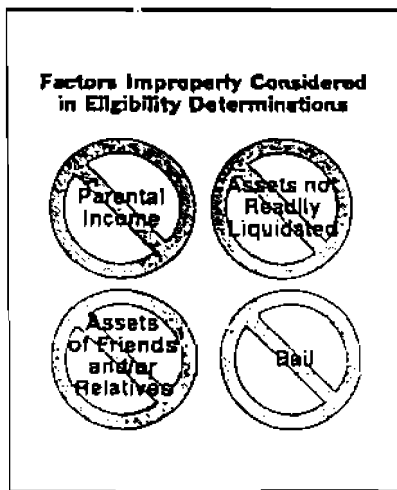 Factors Improperly Considered
in Eligibility Determinations
Parental
Income
Assets not
Readily
Liquidated
Assets
of Friends
and/or
Relatives
Bail